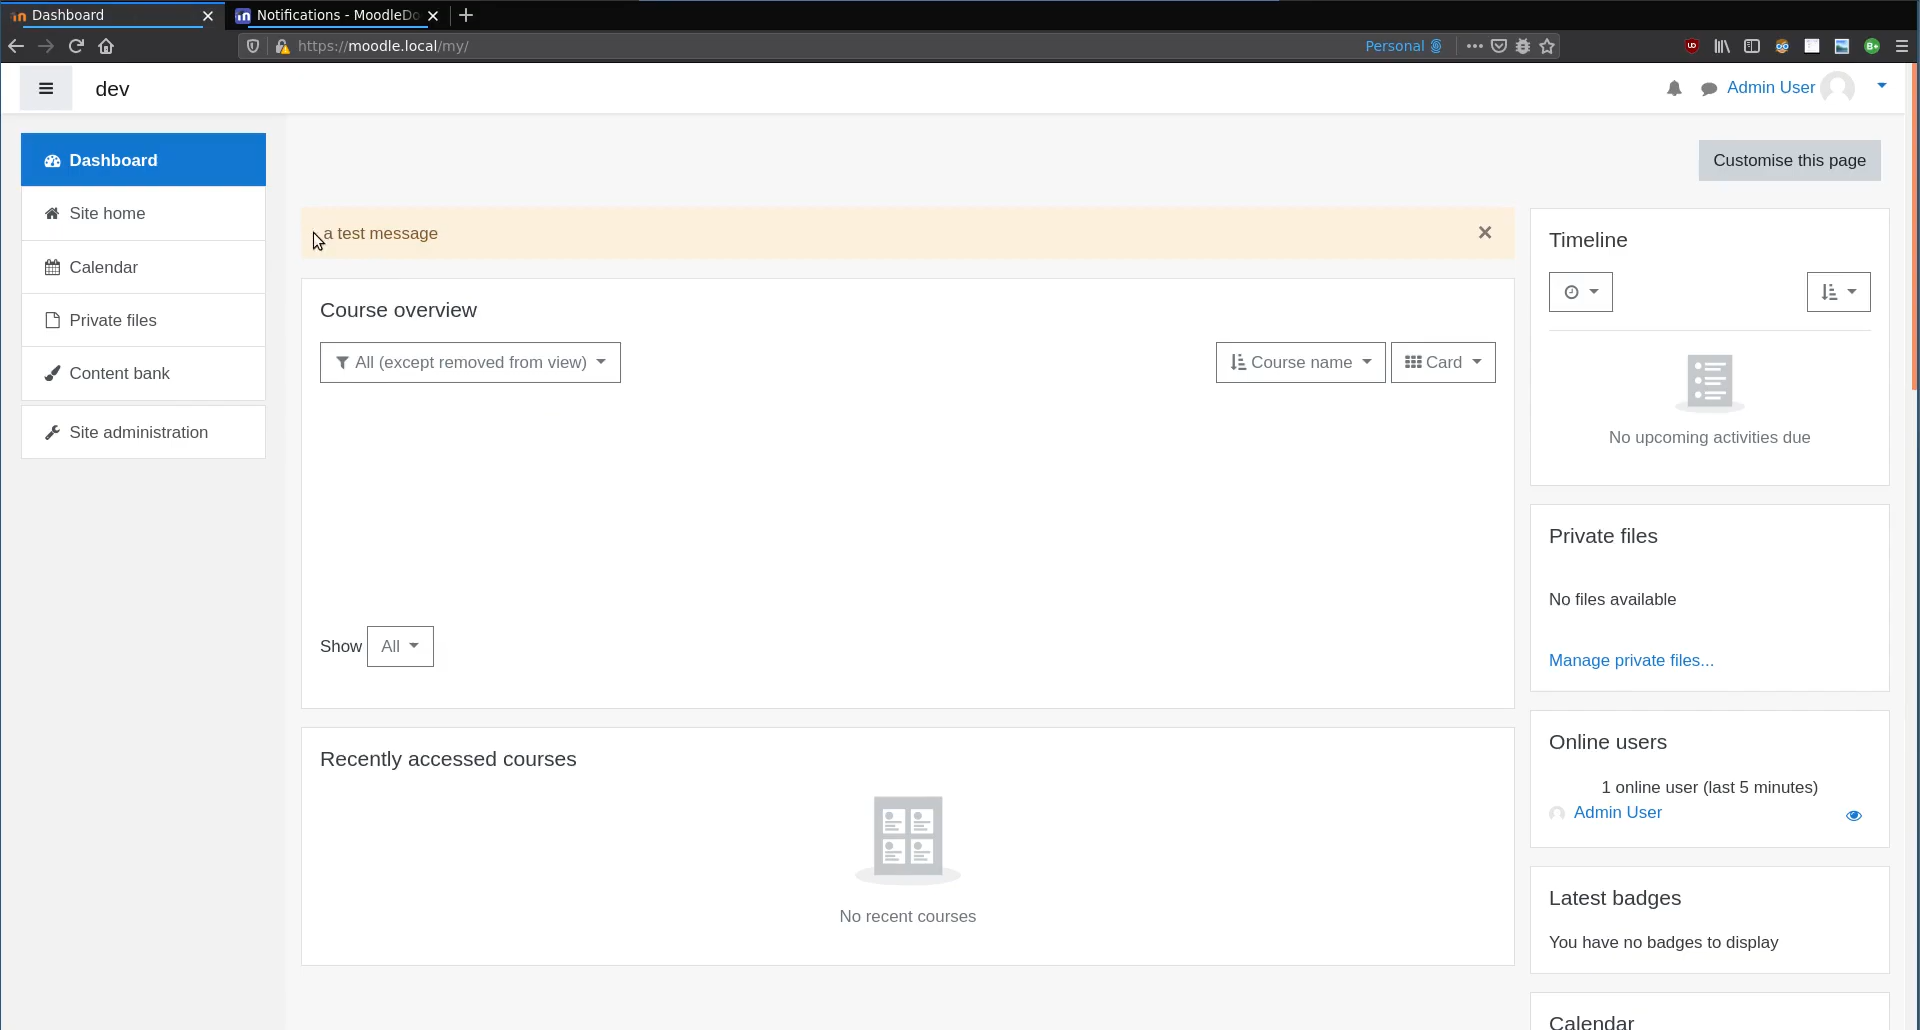 Dashboard
Notifications - MoodleDo
https://moodle.local/my/
Personal
dev
Admin User
Dashboard
Site home
Calendar
Private files
Content bank
Site administration
Customise this page
a test message
Course overview
All (except removed from view)
Course name
Card
Show All
Recently accessed courses
No recent courses
Timeline
No upcoming activities due
Private files
No files available
Manage private files...
Online users
1 online user (last 5 minutes)
Admin User
Latest badges
You have no badges to display
Calendar